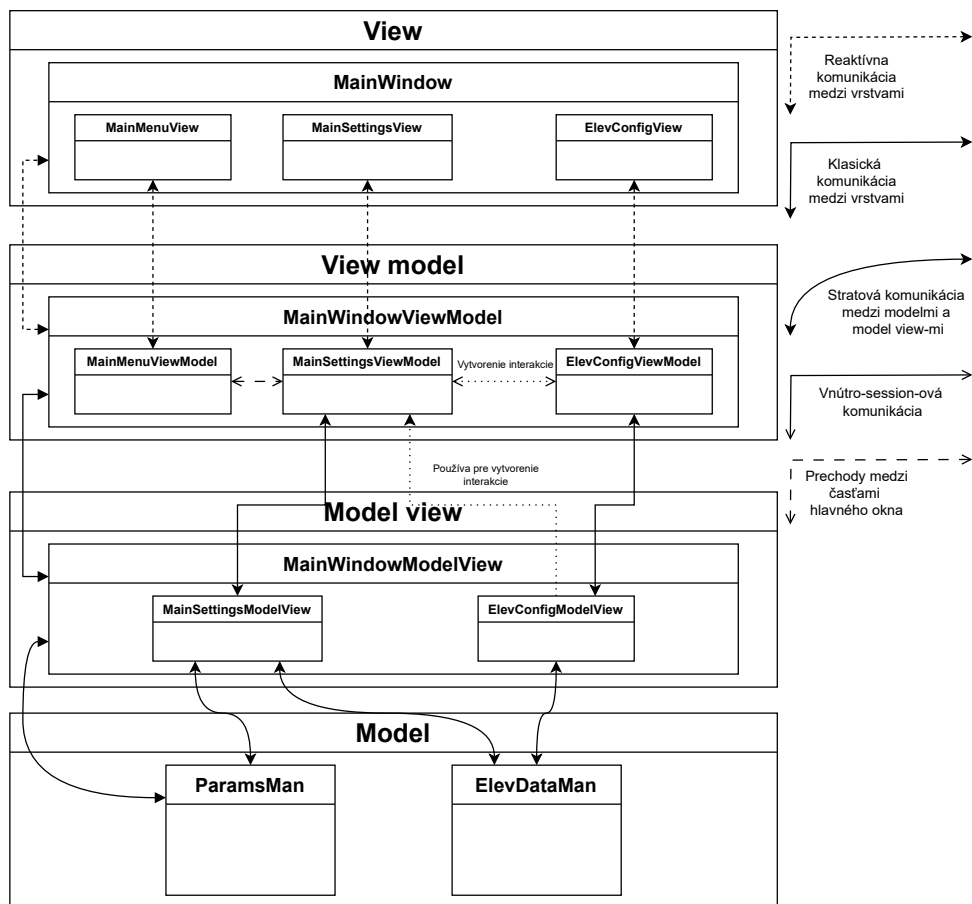 View
MainWindow
MainMenuView
MainSettingsView
ElevConfigView
View model
MainWindowViewModel
MainMenuViewModel
MainSettingsViewModel
Vytvorenie interakcie
ElevConfigViewModel
Používa pre vytvorenie
interakcie
Model view
MainWindowModelView
MainSettingsModelView
ElevConfigModelView
Model
ParamsMan
ElevDataMan
Reaktívna
komunikácia
medzi vrstvami
Klasická
komunikácia
medzi vrstvami
Stratová komunikácia
medzi modelmi a
model view-mi
Vnútro-session-ová
komunikácia
Prechody medzi
časťami
hlavného okna